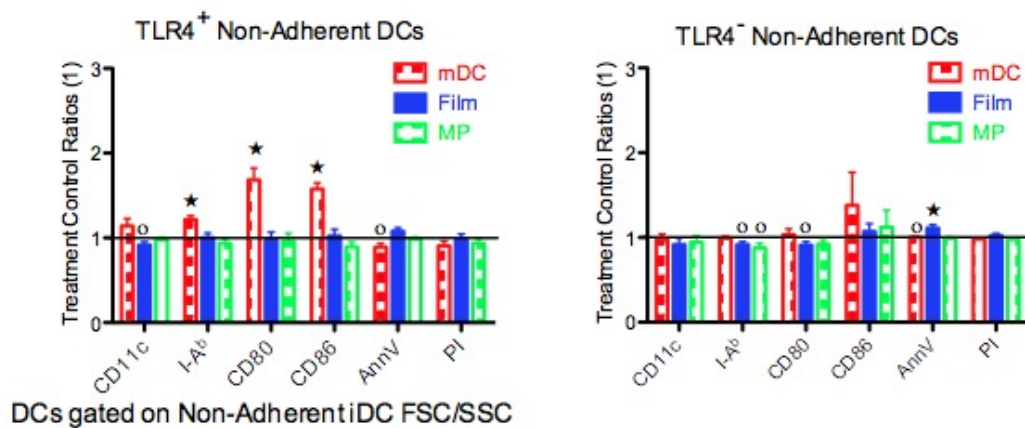 TLR4+ Non-Adherent DCs
Treatment Control Ratios (1)
3
2
1
0
mDC
Film
MP
★
★
★
o
o
CD11c
I-Aᵇ
CD80
CD86
AnnV
PI
DCs gated on Non-Adherent iDC FSC/SSC
TLR4- Non-Adherent DCs
Treatment Control Ratios (1)
3
2
1
0
mDC
Film
MP
o o
o
o
★
CD11c
I-Aᵇ
CD80
CD86
AnnV
PI